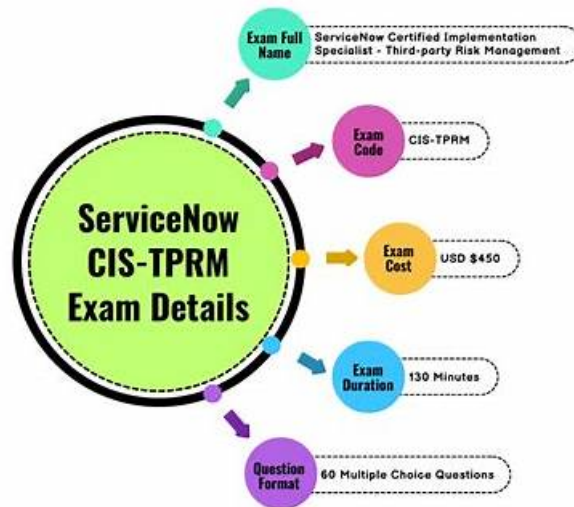 Exam Full
Name
ServiceNow Certified Implementation
Specialist - Third-party Risk Management
Exam
Code
CIS-TPRM
ServiceNow
CIS-TPRM
Exam Details
Exam
Cost
USD $450
Exam
Duration
130 Minutes
Question
Format
60 Multiple Choice Questions